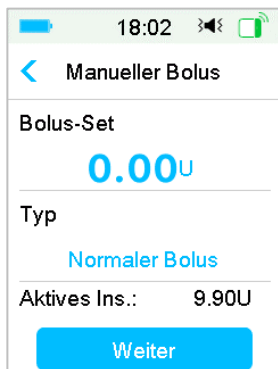 18:02
Manueller Bolus
Bolus-Set
0.00U
Typ
Normaler Bolus
Aktives Ins.: 9.90U
Weiter